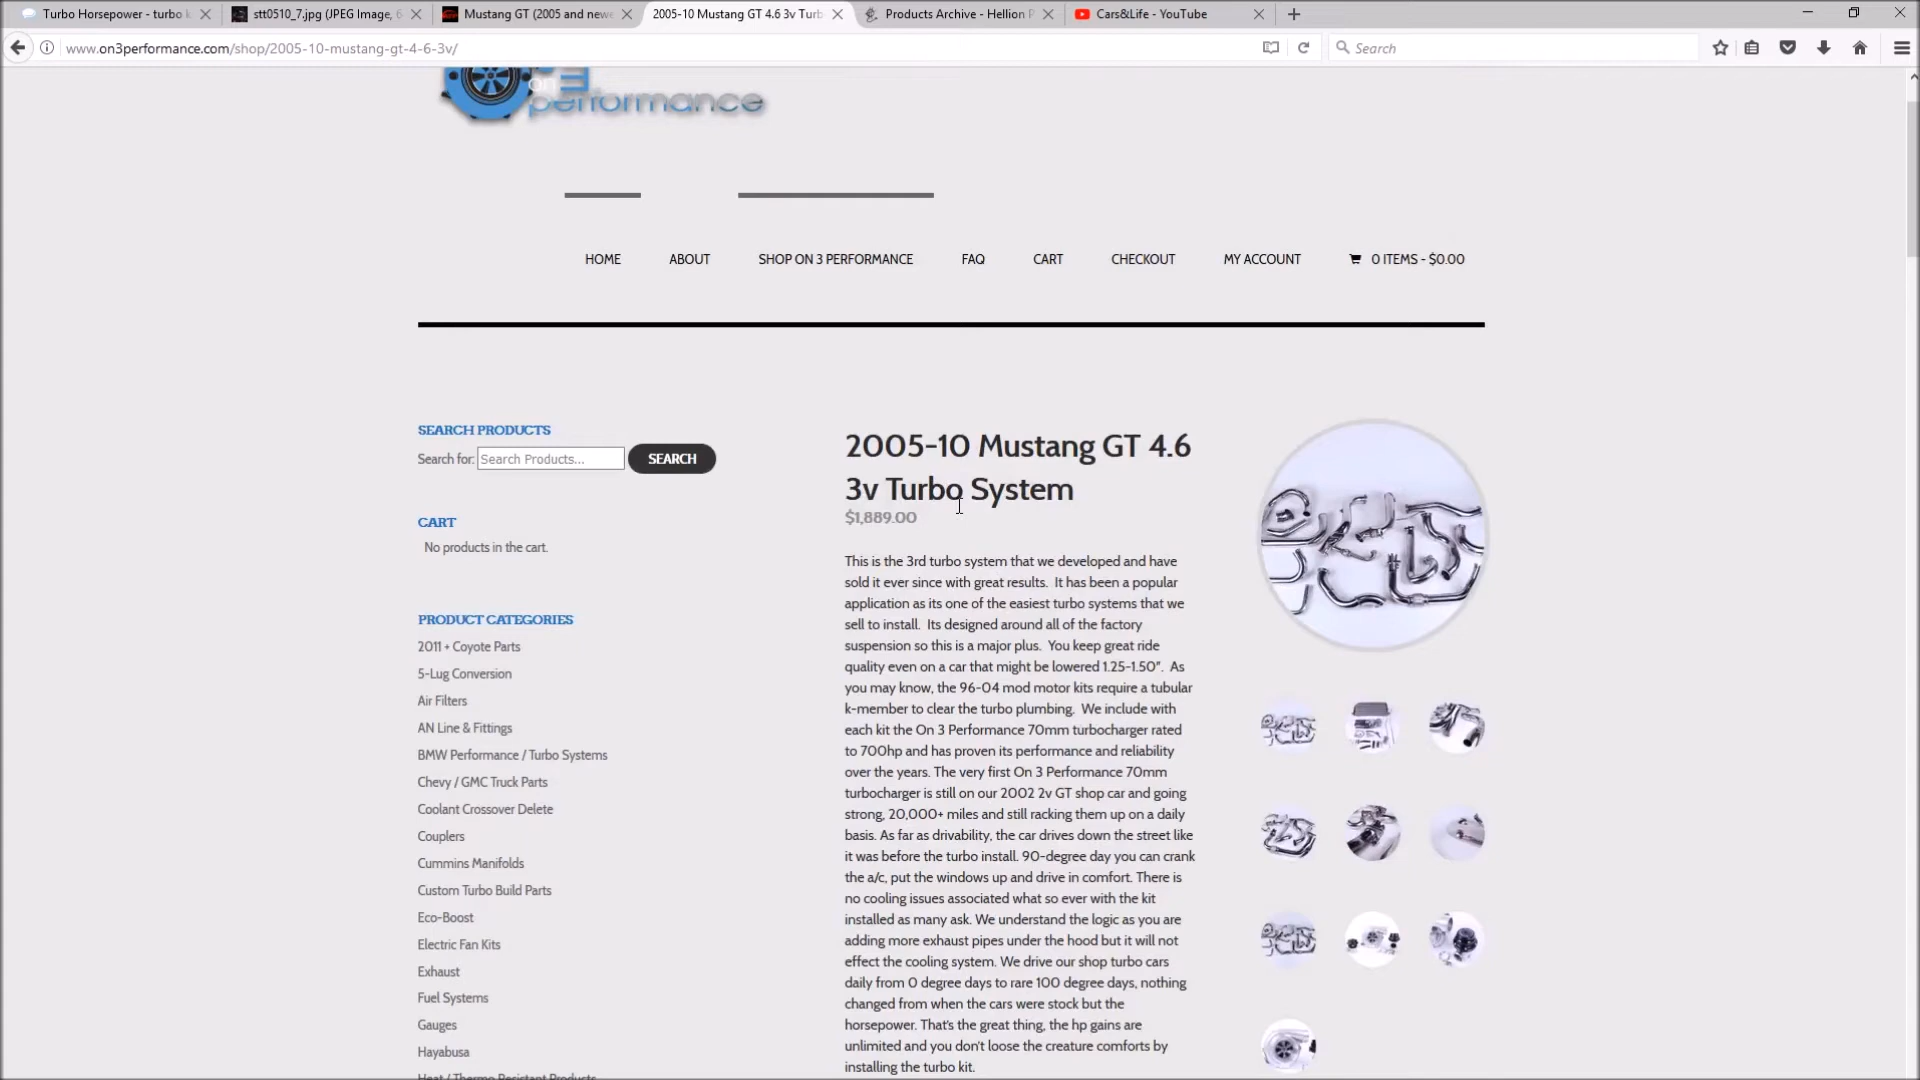 Turbo Horsepower - turbo k
stt0510_7.jpg (JPEG Image, 6
Mustang GT (2005 and newe
2005-10 Mustang GT 4.6 3v Turb
Products Archive - Hellion P
Cars&Life - YouTube
www.on3performance.com/shop/2005-10-mustang-gt-4-6-3v/
Search
on 3
performance
HOME
ABOUT
SHOP ON 3 PERFORMANCE
FAQ
CART
CHECKOUT
MY ACCOUNT
0 ITEMS - $0.00
SEARCH PRODUCTS
Search for: Search Products... SEARCH
CART
No products in the cart.
PRODUCT CATEGORIES
2011 + Coyote Parts
5-Lug Conversion
Air Filters
AN Line & Fittings
BMW Performance / Turbo Systems
Chevy / GMC Truck Parts
Coolant Crossover Delete
Couplers
Cummins Manifolds
Custom Turbo Build Parts
Eco-Boost
Electric Fan Kits
Exhaust
Fuel Systems
Gauges
Hayabusa
Heat / Thermo Resistant Products
2005-10 Mustang GT 4.6
3v Turbo System
$1,889.00
This is the 3rd turbo system that we developed and have
sold it ever since with great results. It has been a popular
application as its one of the easiest turbo systems that we
sell to install. Its designed around all of the factory
suspension so this is a major plus. You keep great ride
quality even on a car that might be lowered 1.25-1.50″. As
you may know, the 96-04 mod motor kits require a tubular
k-member to clear the turbo plumbing. We include with
each kit the On 3 Performance 70mm turbocharger rated
to 700hp and has proven its performance and reliability
over the years. The very first On 3 Performance 70mm
turbocharger is still on our 2002 2v GT shop car and going
strong, 20,000+ miles and still racking them up on a daily
basis. As far as drivability, the car drives down the street like
it was before the turbo install. 90-degree day you can crank
the a/c, put the windows up and drive in comfort. There is
no cooling issues associated what so ever with the kit
installed as many ask. We understand the logic as you are
adding more exhaust pipes under the hood but it will not
effect the cooling system. We drive our shop turbo cars
daily from 0 degree days to rare 100 degree days, nothing
changed from when the cars were stock but the
horsepower. That's the great thing, the hp gains are
unlimited and you don't loose the creature comforts by
installing the turbo kit.